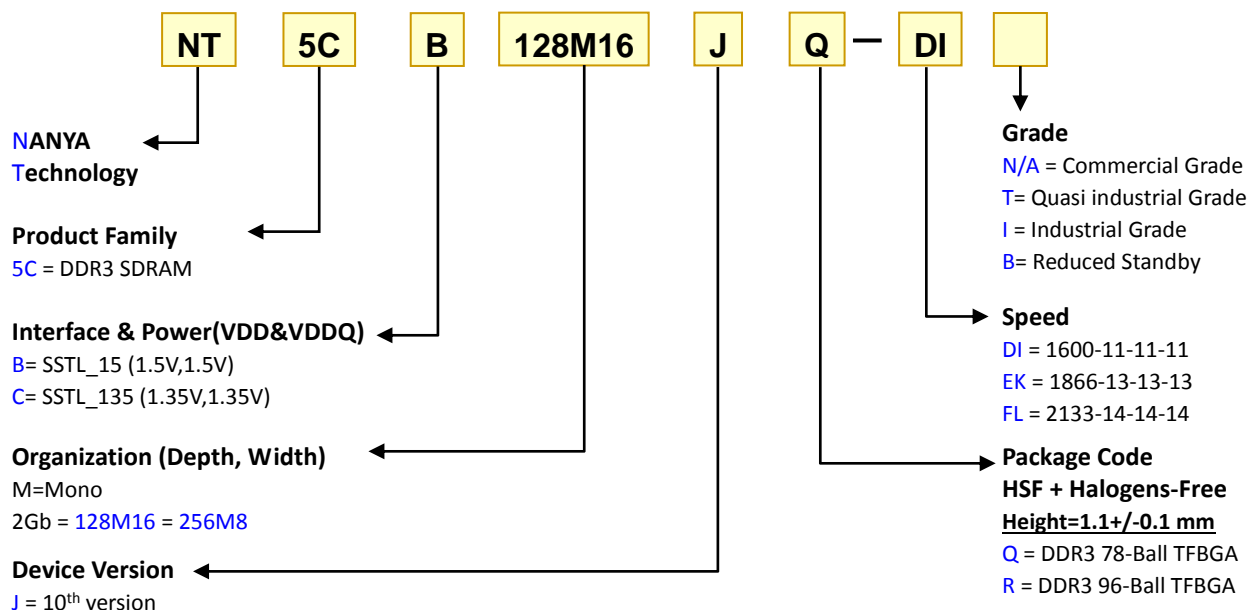 NT 5C B 128M16 J Q – DI
NANYA
Technology
Product Family
5C = DDR3 SDRAM
Interface & Power(VDD&VDDQ)
B= SSTL_15 (1.5V,1.5V)
C= SSTL_135 (1.35V,1.35V)
Organization (Depth, Width)
M=Mono
2Gb = 128M16 = 256M8
Device Version
J = 10th version
Grade
N/A = Commercial Grade
T= Quasi industrial Grade
I = Industrial Grade
B= Reduced Standby
Speed
DI = 1600-11-11-11
EK = 1866-13-13-13
FL = 2133-14-14-14
Package Code
HSF + Halogens-Free
Height=1.1+/-0.1 mm
Q = DDR3 78-Ball TFBGA
R = DDR3 96-Ball TFBGA